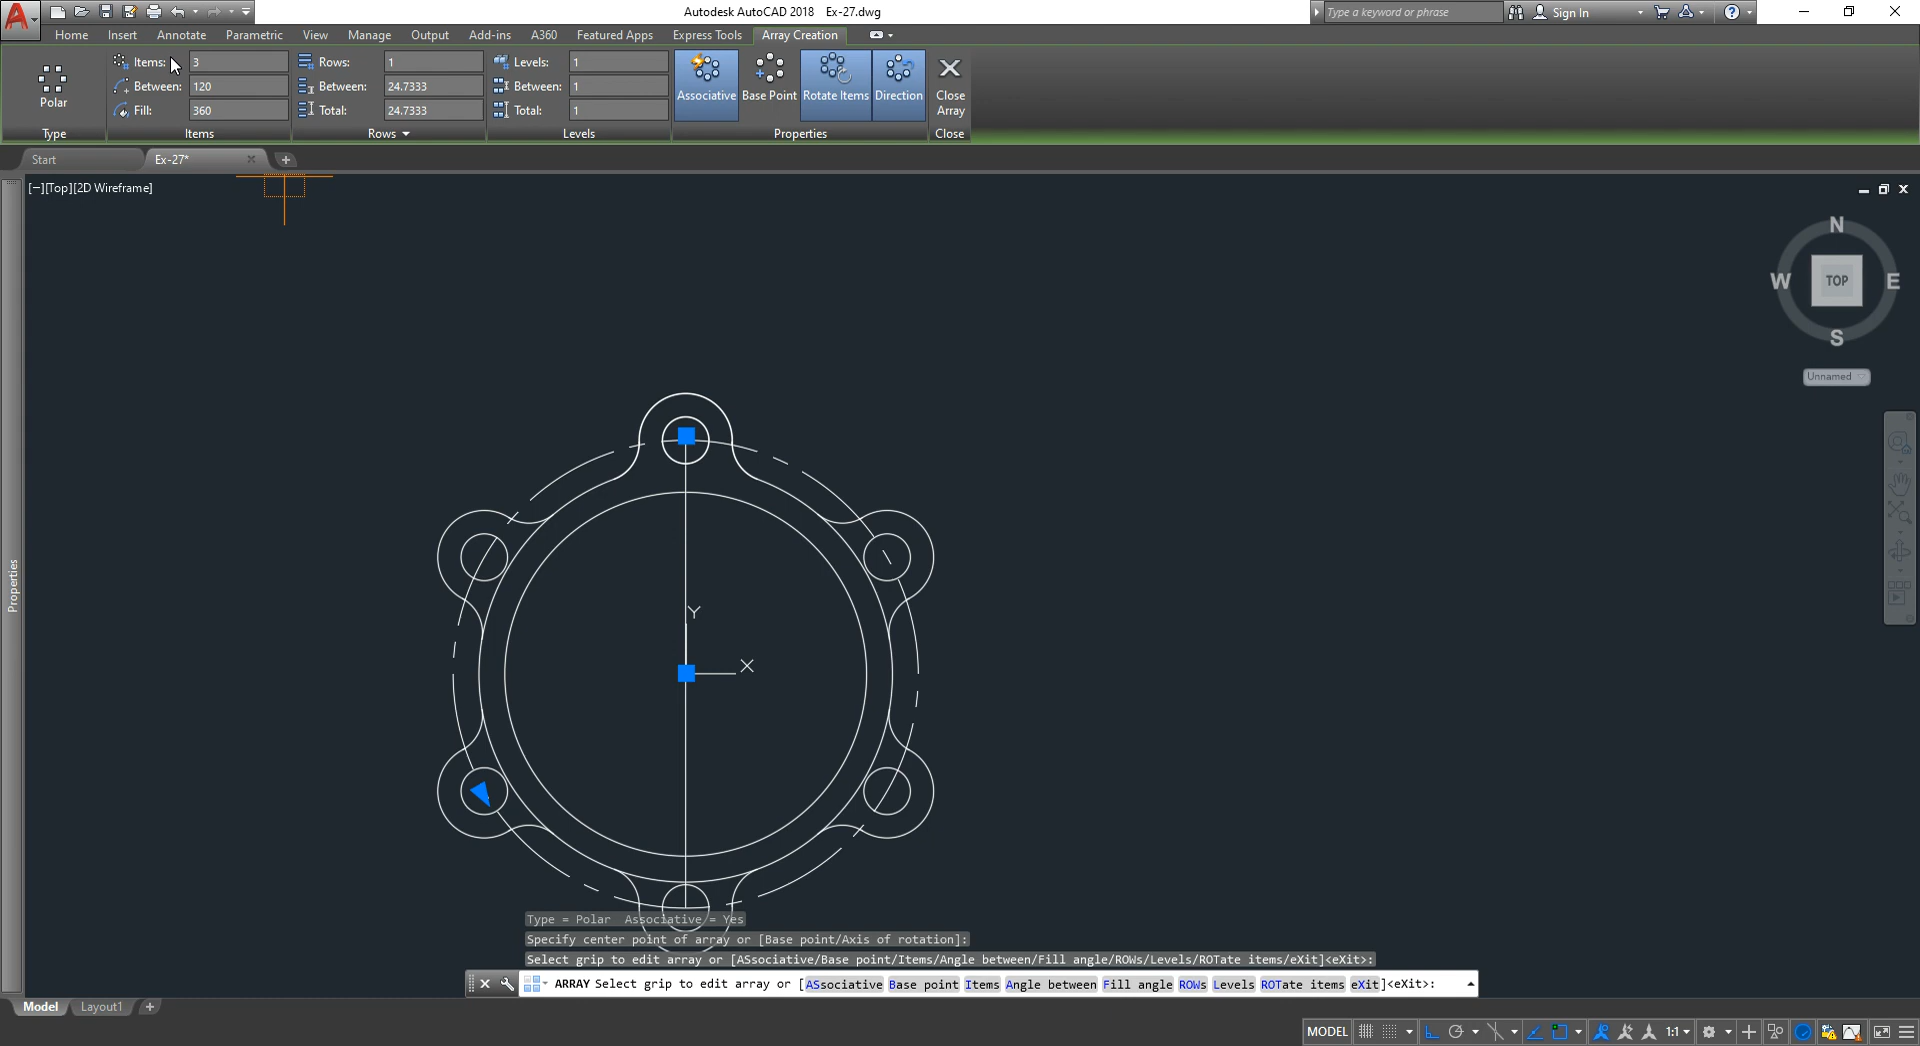 Autodesk AutoCAD 2018 Ex-27.dwg
Type a keyword or phrase
Sign In
Home Insert Annotate Parametric View Manage Output Add-ins A360 Featured Apps Express Tools Array Creation
Items: 3 Rows: 1 Levels: 1
Between: 120 Between: 24.7333 Between: 1
Fill: 360 Total: 24.7333 Total: 1
Polar
Associative Base Point Rotate Items Direction Close Array
Type Items Rows Levels Properties Close
Start Ex-27*
[−][Top][2D Wireframe]
N
W TOP E
S
Unnamed
Y
X
Properties
Type = Polar Associative = Yes
Specify center point of array or [Base point/Axis of rotation]:
Select grip to edit array or [ASsociative/Base point/Items/Angle between/Fill angle/ROWs/Levels/ROTate items/eXit]<eXit>:
ARRAY Select grip to edit array or [ASsociative Base point Items Angle between Fill angle ROWs Levels ROTate items eXit]<eXit>:
Model Layout1
MODEL 1:1